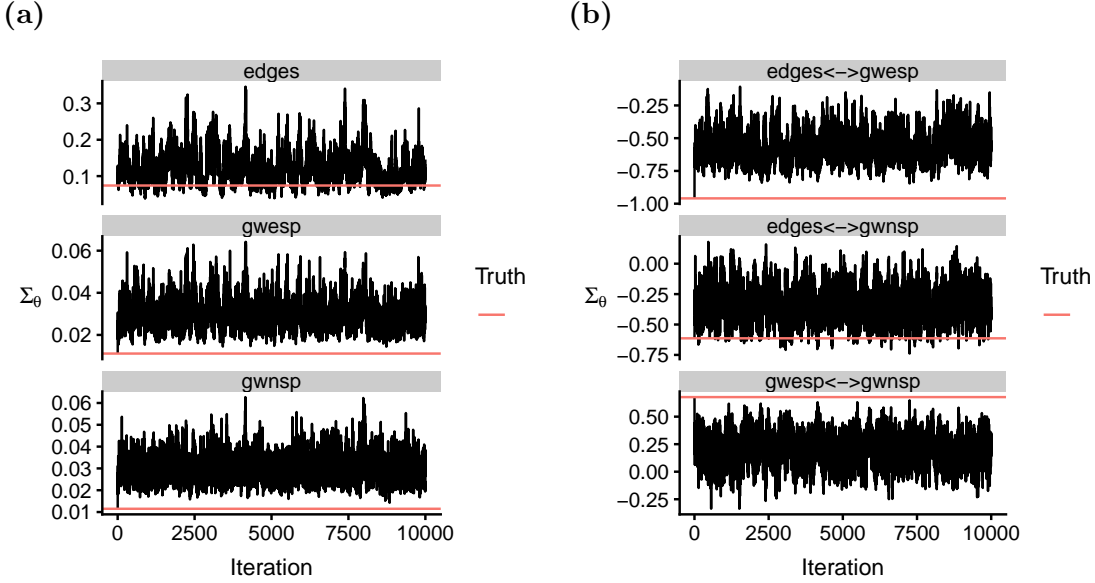 (a)
edges
0.3
0.2
0.1
gwesp
0.06
0.04
0.02
gwnsp
0.06
0.05
0.04
0.03
0.02
0.01
0 2500 5000 7500 10000
Iteration
Σθ
Truth
(b)
edges<−>gwesp
−0.25
−0.50
−0.75
−1.00
edges<−>gwnsp
0.00
−0.25
−0.50
−0.75
gwesp<−>gwnsp
0.50
0.25
0.00
−0.25
0 2500 5000 7500 10000
Iteration
Σθ
Truth